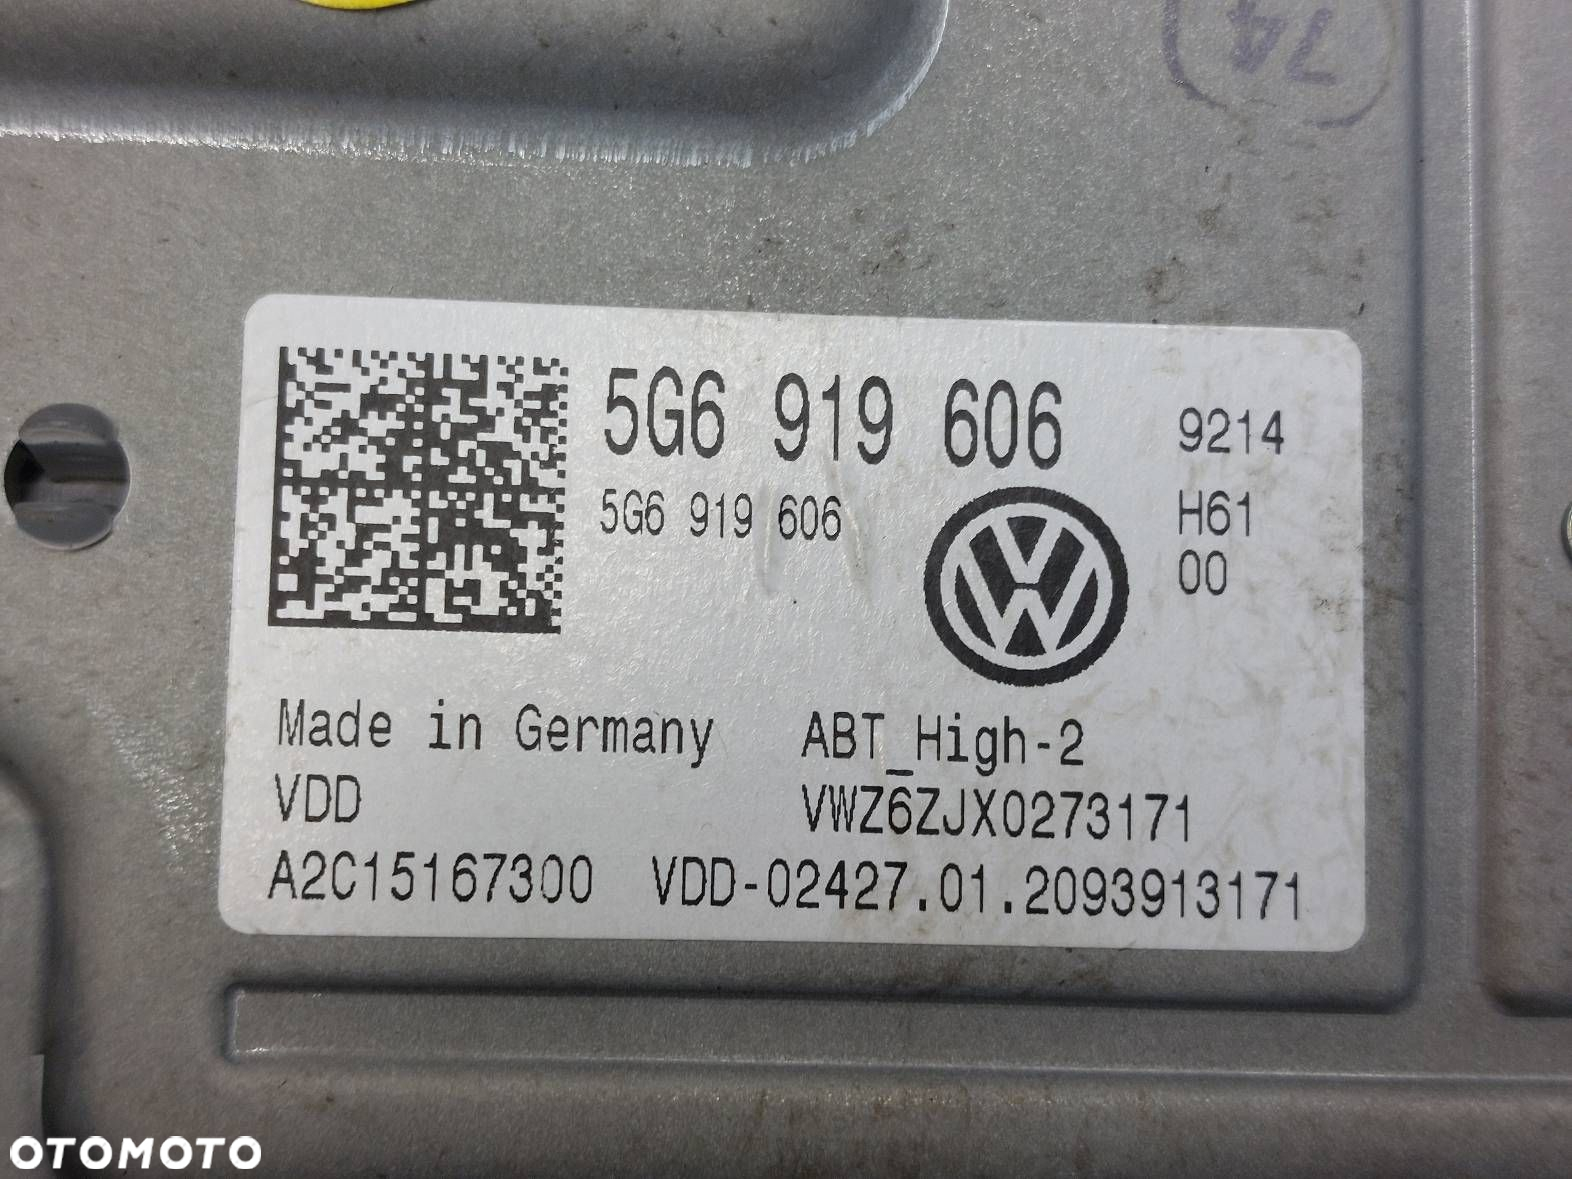 5G6 919 606 9214
5G6 919 606 H61
00
Made in Germany ABT_High-2
VDD VWZ6ZJX0273171
A2C15167300 VDD-02427.01.2093913171
OTOMOTO